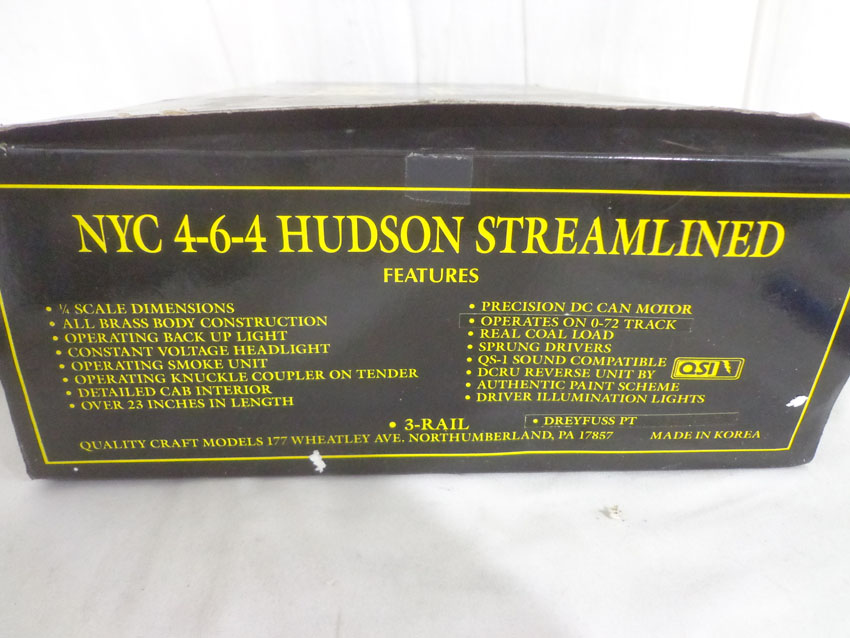 NYC 4-6-4 HUDSON STREAMLINED
FEATURES
• ¼ SCALE DIMENSIONS
• ALL BRASS BODY CONSTRUCTION
• OPERATING BACK UP LIGHT
• CONSTANT VOLTAGE HEADLIGHT
• OPERATING SMOKE UNIT
• OPERATING KNUCKLE COUPLER ON TENDER
• DETAILED CAB INTERIOR
• OVER 23 INCHES IN LENGTH
• PRECISION DC CAN MOTOR
• OPERATES ON 0-72 TRACK
• REAL COAL LOAD
• SPRUNG DRIVERS
• QS-1 SOUND COMPATIBLE
• DCRU REVERSE UNIT BY QSI
• AUTHENTIC PAINT SCHEME
• DRIVER ILLUMINATION LIGHTS
• 3-RAIL
• DREYFUSS PT
QUALITY CRAFT MODELS 177 WHEATLEY AVE. NORTHUMBERLAND, PA 17857 MADE IN KOREA